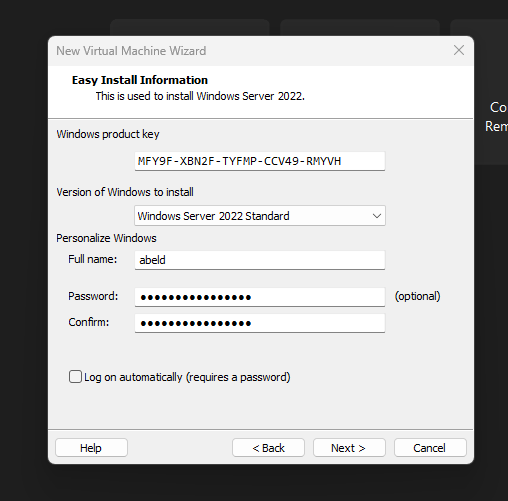 New Virtual Machine Wizard
Easy Install Information
This is used to install Windows Server 2022.
Co
Rem
Windows product key
MFY9F-XBN2F-TYFMP-CCV49-RMYVH
Version of Windows to install
Windows Server 2022 Standard
Personalize Windows
Full name: abeld
Password: ●●●●●●●●●●●●●●●● (optional)
Confirm: ●●●●●●●●●●●●●●●●
Log on automatically (requires a password)
Help < Back Next > Cancel